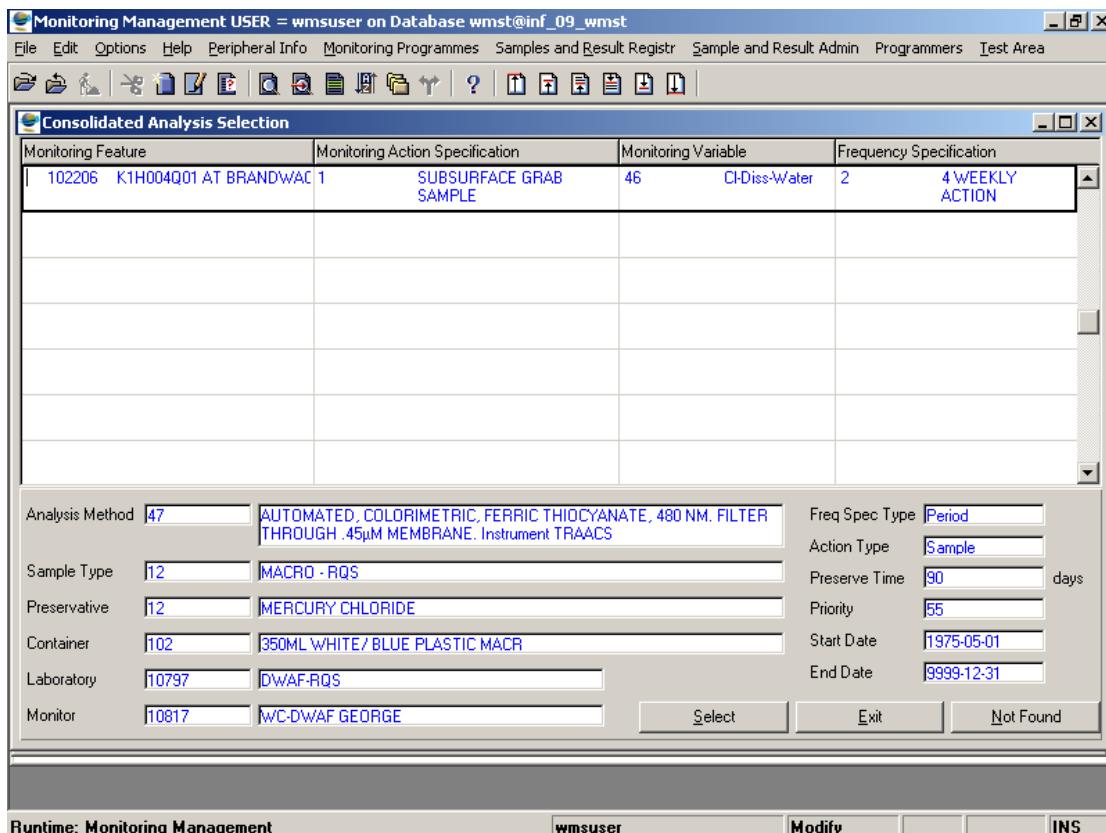 Monitoring Management USER = wmsuser on Database wmst@inf_09_wmst
File Edit Options Help Peripheral Info Monitoring Programmes Samples and Result Registr Sample and Result Admin Programmers Test Area
Consolidated Analysis Selection
Monitoring Feature Monitoring Action Specification Monitoring Variable Frequency Specification
102206 K1H004Q01 AT BRANDWAC 1 SUBSURFACE GRAB 46 Cl-Diss-Water 2 4 WEEKLY
SAMPLE ACTION
Analysis Method 47 AUTOMATED, COLORIMETRIC, FERRIC THIOCYANATE, 480 NM. FILTER
THROUGH .45µM MEMBRANE. Instrument TRAACS
Freq Spec Type Period
Action Type Sample
Sample Type 12 MACRO - RQS
Preserve Time 90 days
Preservative 12 MERCURY CHLORIDE
Priority 55
Container 102 350ML WHITE/ BLUE PLASTIC MACR
Start Date 1975-05-01
Laboratory 10797 DWAF-RQS
End Date 9999-12-31
Monitor 10817 WC-DWAF GEORGE
Select Exit Not Found
Runtime: Monitoring Management wmsuser Modify INS